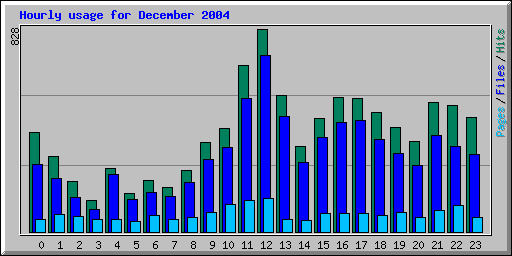 Hourly usage for December 2004
828
Pages / Files / Hits
0 1 2 3 4 5 6 7 8 9 10 11 12 13 14 15 16 17 18 19 20 21 22 23